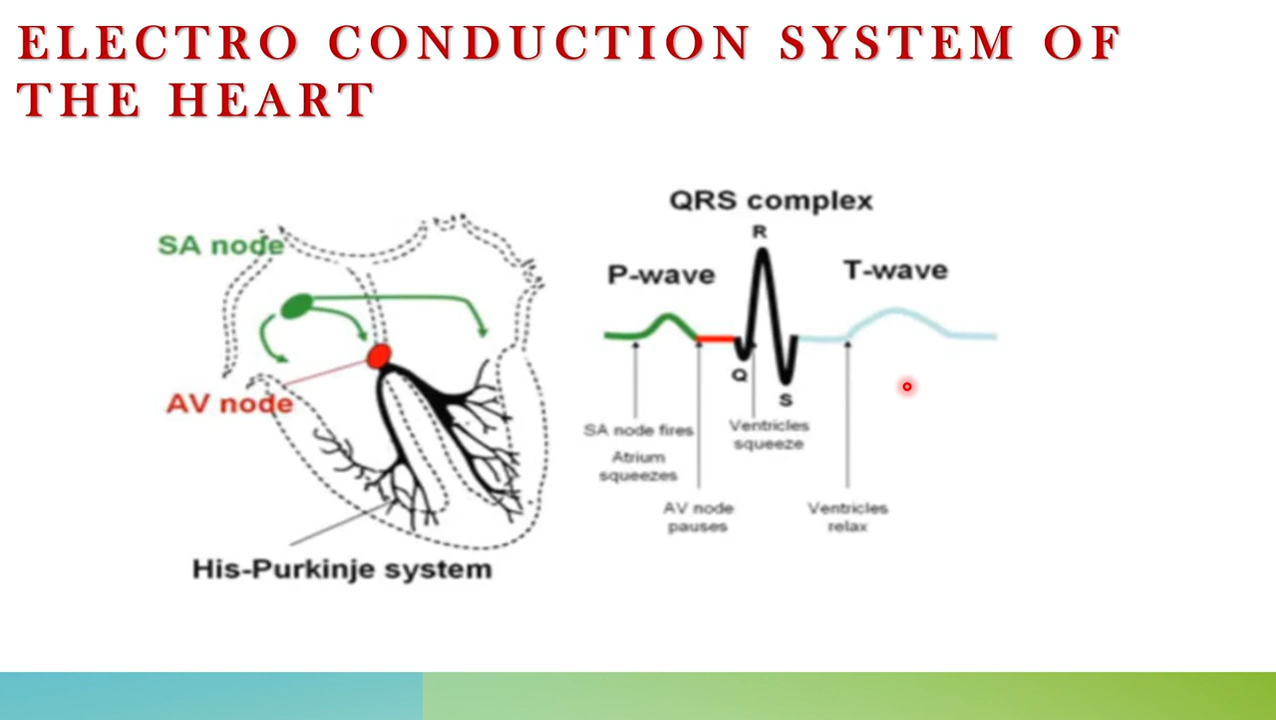 ELECTRO CONDUCTION SYSTEM OF
THE HEART
SA node
AV node
His-Purkinje system
QRS complex
R
P-wave
T-wave
Q
S
SA node fires
Atrium
squeezes
Ventricles
squeeze
AV node
pauses
Ventricles
relax